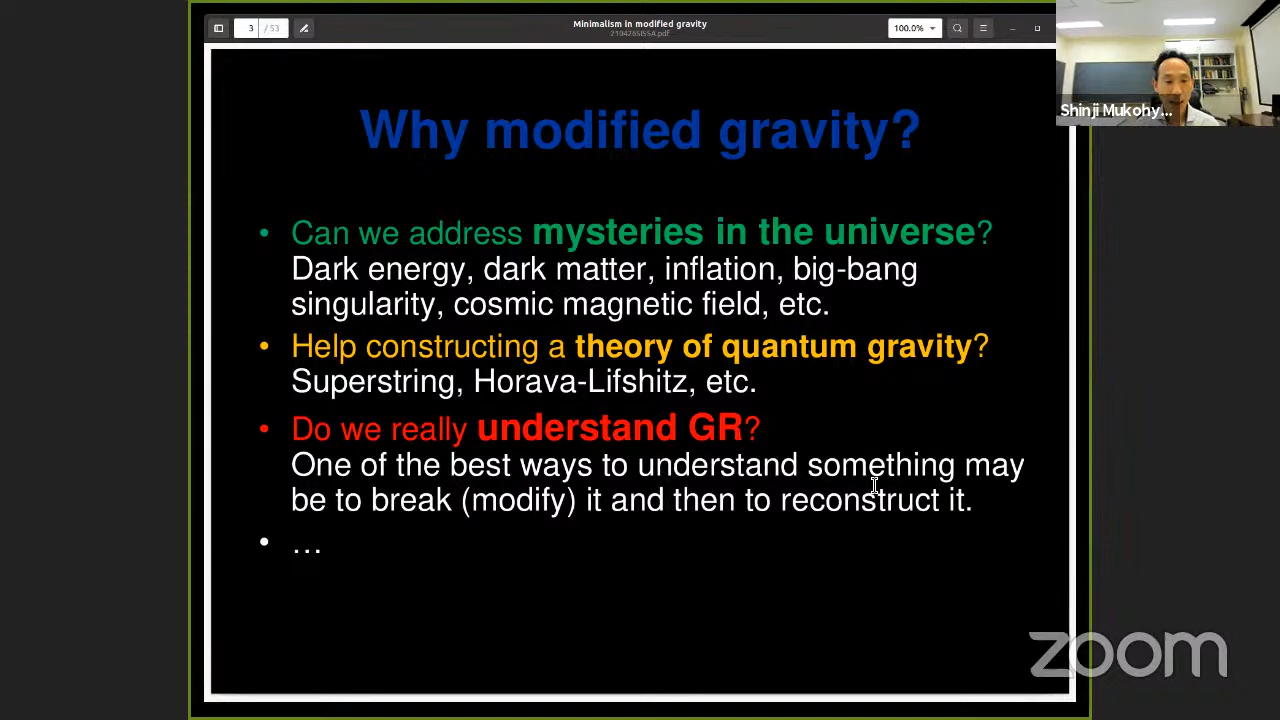 3 / 53
Minimalism in modified gravity
210426SISSA.pdf
100.0%
Shinji Mukohy...
Why modified gravity?
• Can we address mysteries in the universe?
Dark energy, dark matter, inflation, big-bang
singularity, cosmic magnetic field, etc.
• Help constructing a theory of quantum gravity?
Superstring, Horava-Lifshitz, etc.
• Do we really understand GR?
One of the best ways to understand something may
be to break (modify) it and then to reconstruct it.
• ...
zoom